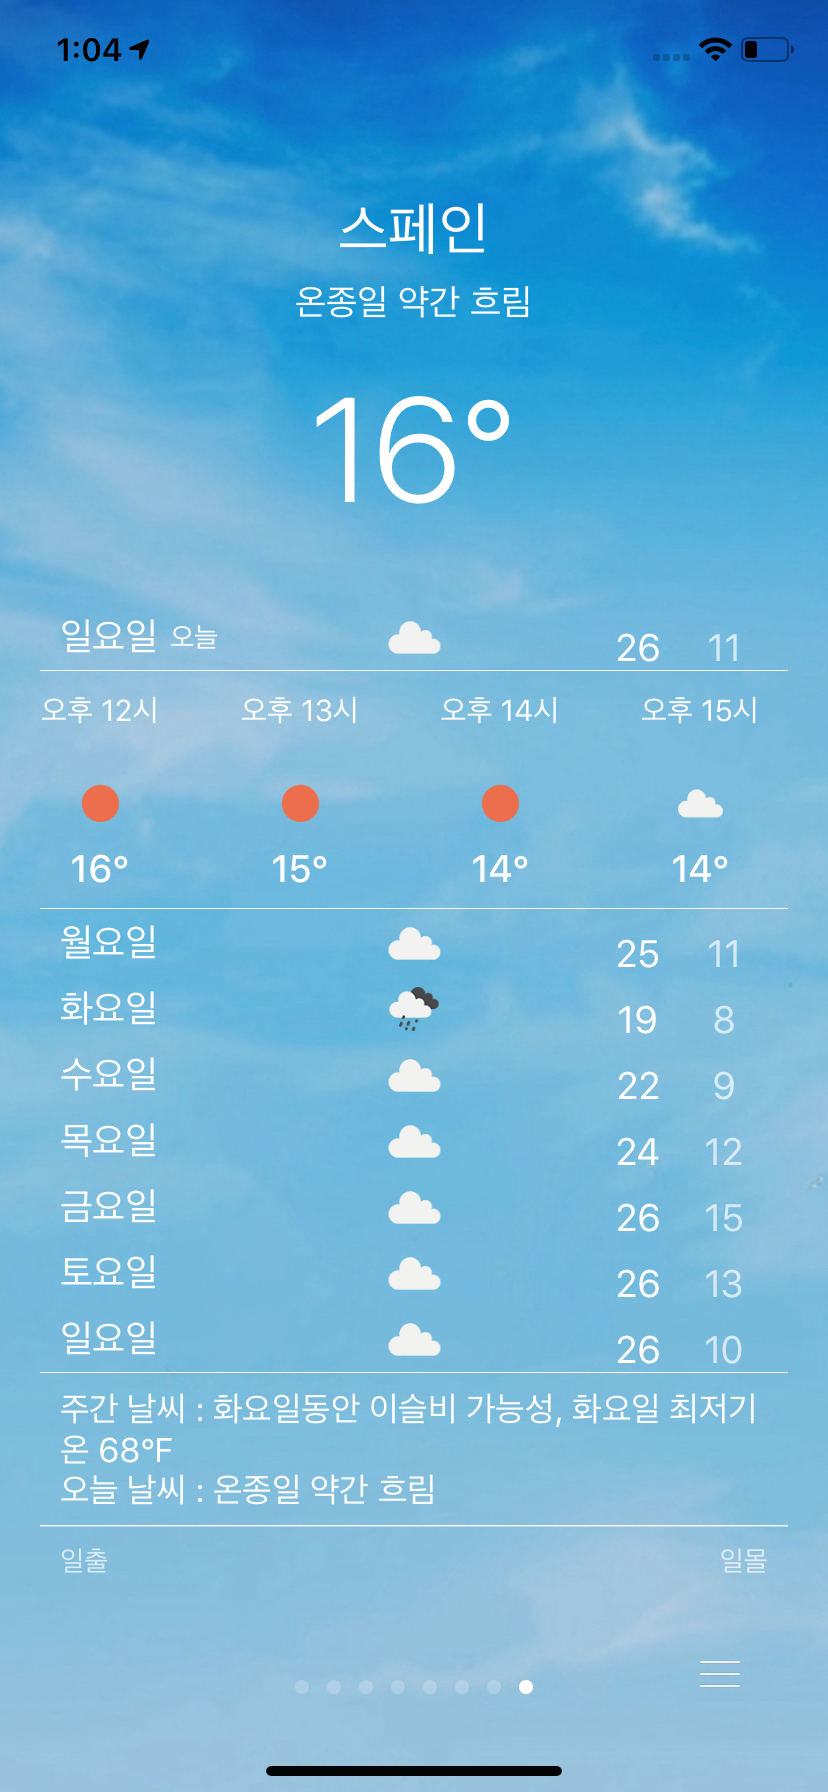 1:04
스페인
온종일 약간 흐림
16°
일요일 오늘 26 11
오후 12시 오후 13시 오후 14시 오후 15시
16° 15° 14° 14°
월요일 25 11
화요일 19 8
수요일 22 9
목요일 24 12
금요일 26 15
토요일 26 13
일요일 26 10
주간 날씨 : 화요일동안 이슬비 가능성, 화요일 최저기
온 68°F
오늘 날씨 : 온종일 약간 흐림
일출 일몰